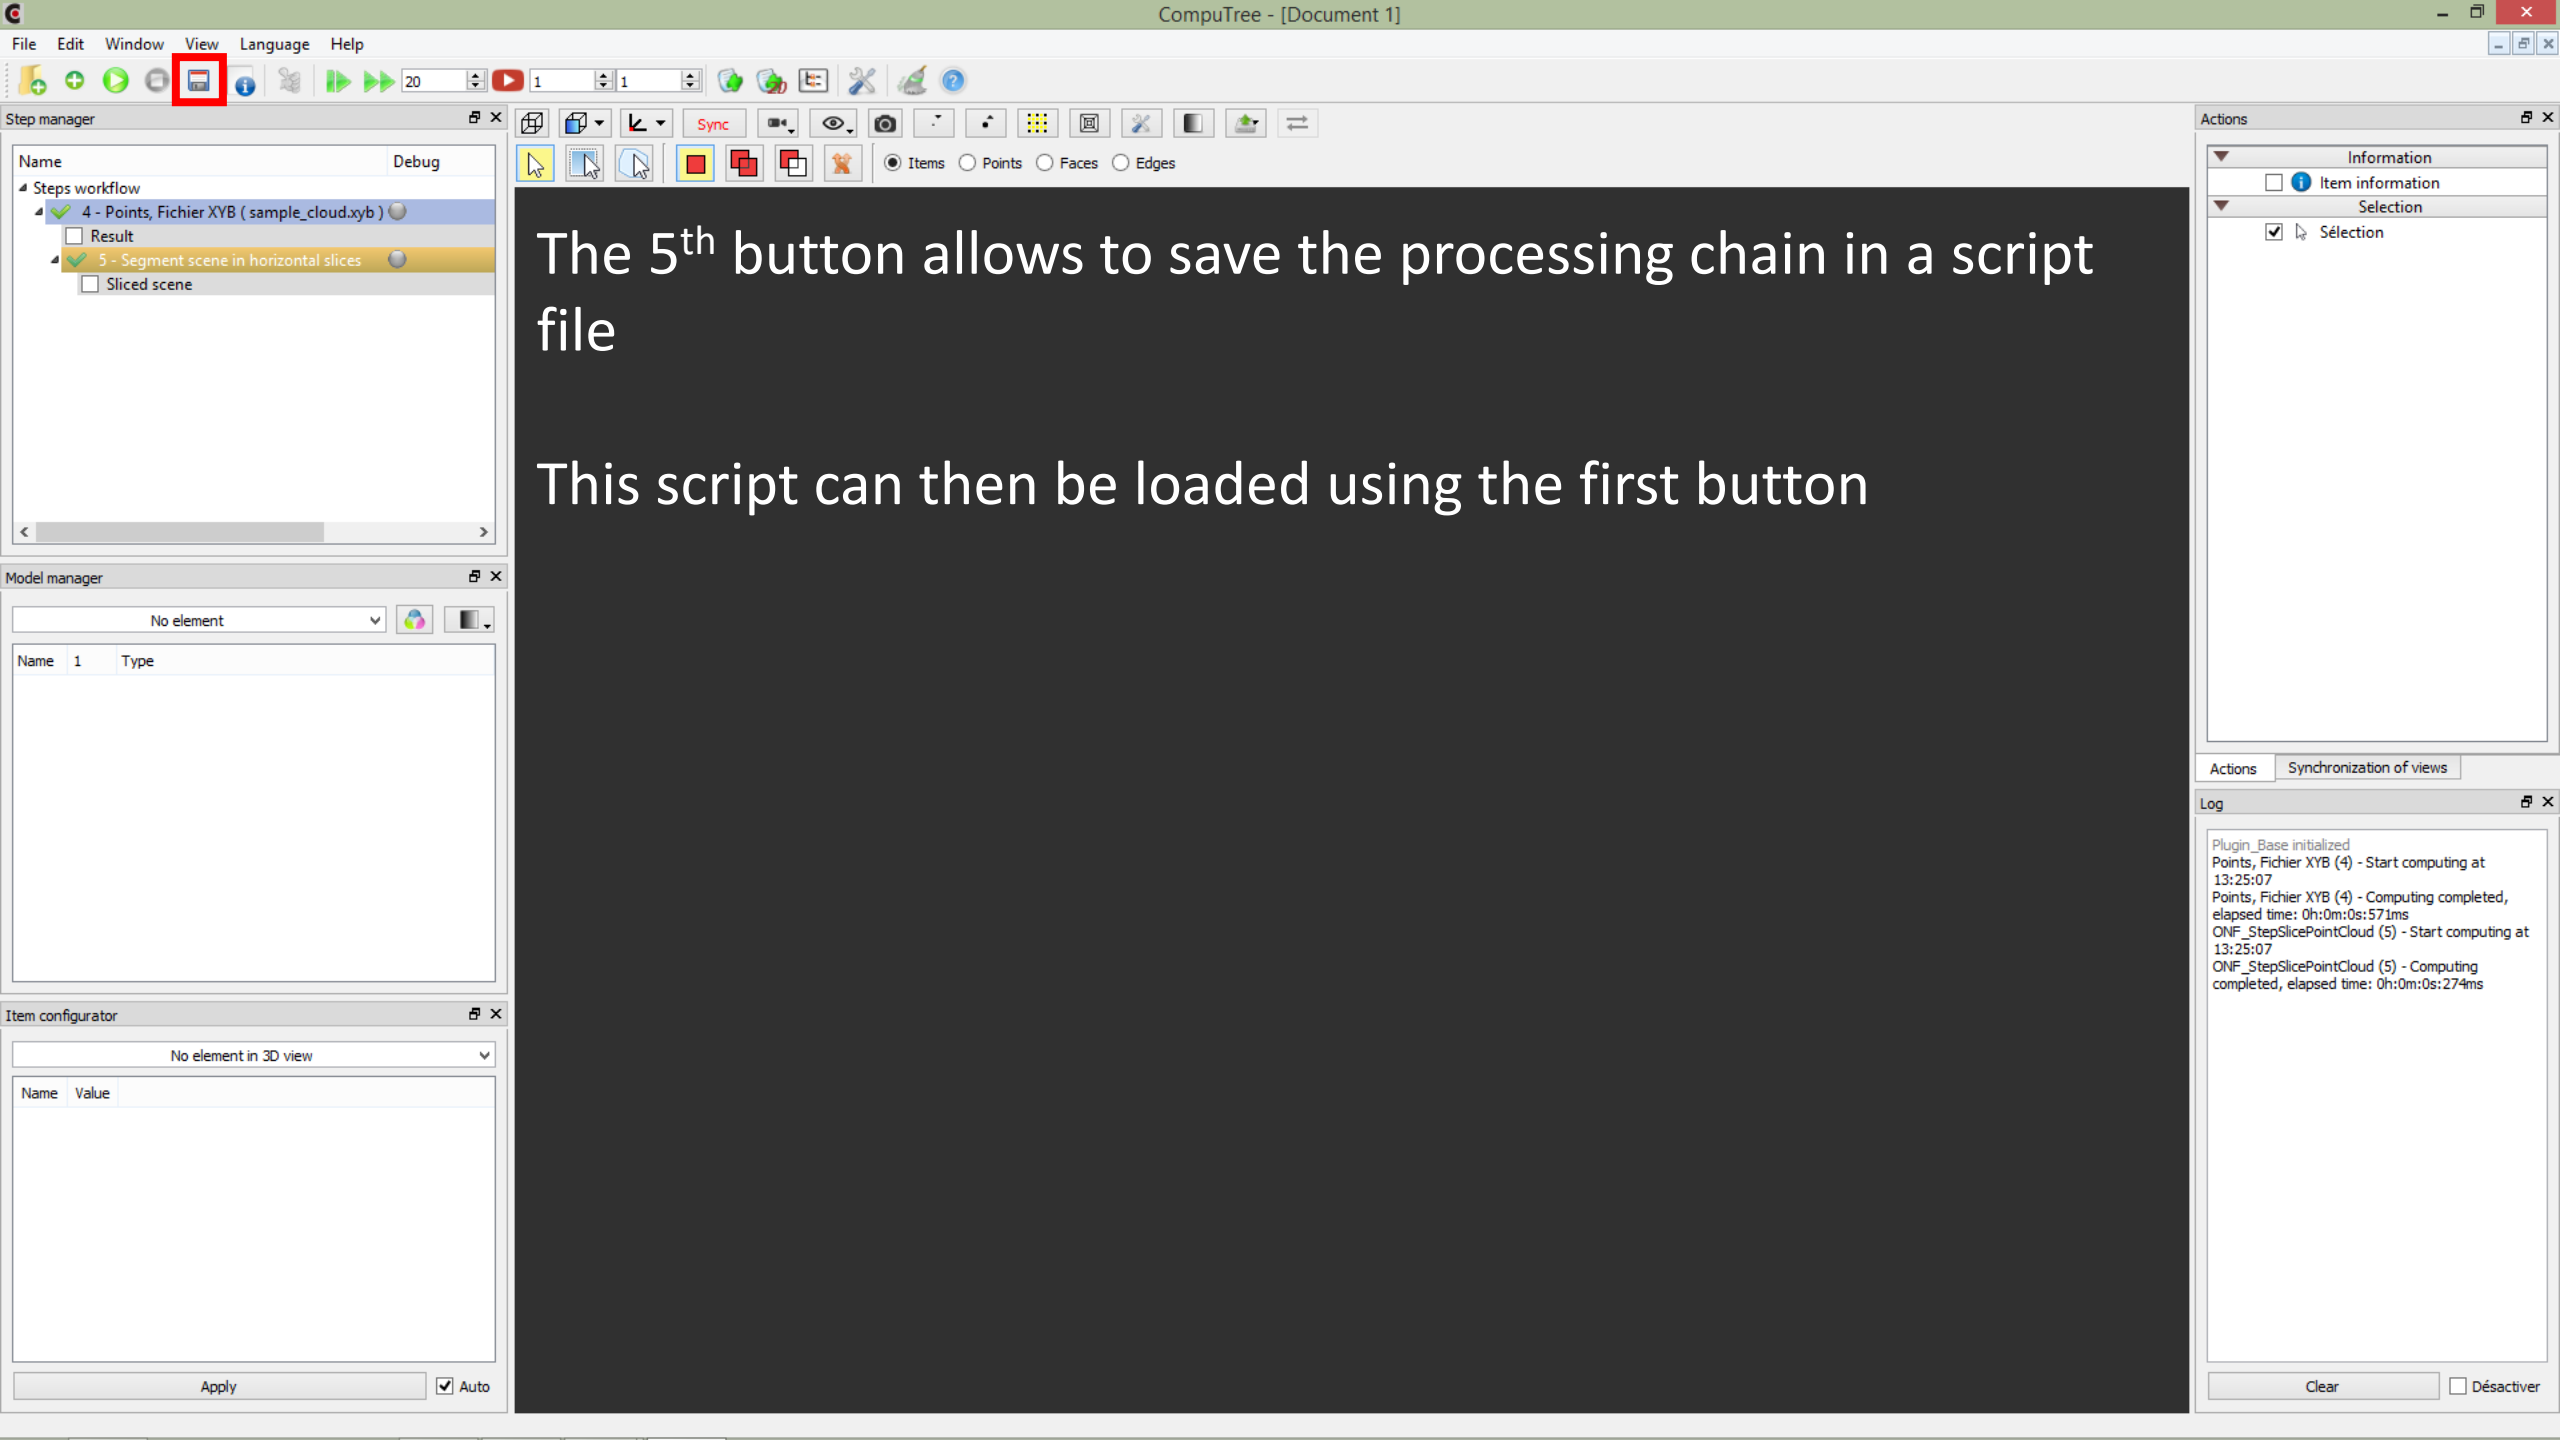 CompuTree - [Document 1]
File Edit Window View Language Help
20 1 1
Step manager
Name Debug
Steps workflow
4 - Points, Fichier XYB ( sample_cloud.xyb )
Result
5 - Segment scene in horizontal slices
Sliced scene
Model manager
No element
Name 1 Type
Item configurator
No element in 3D view
Name Value
Apply Auto
Sync
Items Points Faces Edges
The 5th button allows to save the processing chain in a script
file
This script can then be loaded using the first button
Actions
Information
Item information
Selection
Sélection
Actions Synchronization of views
Log
Plugin_Base initialized
Points, Fichier XYB (4) - Start computing at
13:25:07
Points, Fichier XYB (4) - Computing completed,
elapsed time: 0h:0m:0s:571ms
ONF_StepSlicePointCloud (5) - Start computing at
13:25:07
ONF_StepSlicePointCloud (5) - Computing
completed, elapsed time: 0h:0m:0s:274ms
Clear Désactiver